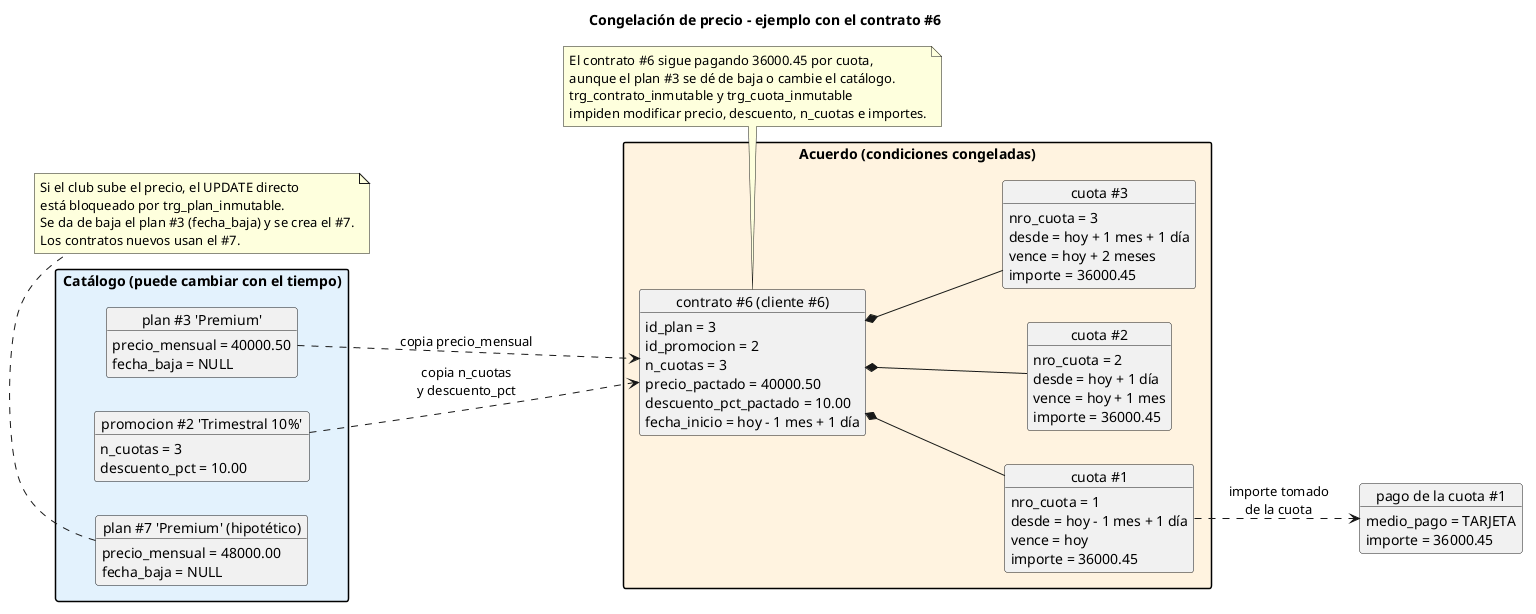 Congelación de precio - ejemplo con el contrato #6
El contrato #6 sigue pagando 36000.45 por cuota,
aunque el plan #3 se dé de baja o cambie el catálogo.
trg_contrato_inmutable y trg_cuota_inmutable
impiden modificar precio, descuento, n_cuotas e importes.
Si el club sube el precio, el UPDATE directo
está bloqueado por trg_plan_inmutable.
Se da de baja el plan #3 (fecha_baja) y se crea el #7.
Los contratos nuevos usan el #7.
Catálogo (puede cambiar con el tiempo)
plan #3 'Premium'
precio_mensual = 40000.50
fecha_baja = NULL
promocion #2 'Trimestral 10%'
n_cuotas = 3
descuento_pct = 10.00
plan #7 'Premium' (hipotético)
precio_mensual = 48000.00
fecha_baja = NULL
copia precio_mensual
copia n_cuotas
y descuento_pct
Acuerdo (condiciones congeladas)
contrato #6 (cliente #6)
id_plan = 3
id_promocion = 2
n_cuotas = 3
precio_pactado = 40000.50
descuento_pct_pactado = 10.00
fecha_inicio = hoy - 1 mes + 1 día
cuota #3
nro_cuota = 3
desde = hoy + 1 mes + 1 día
vence = hoy + 2 meses
importe = 36000.45
cuota #2
nro_cuota = 2
desde = hoy + 1 día
vence = hoy + 1 mes
importe = 36000.45
cuota #1
nro_cuota = 1
desde = hoy - 1 mes + 1 día
vence = hoy
importe = 36000.45
importe tomado
de la cuota
pago de la cuota #1
medio_pago = TARJETA
importe = 36000.45